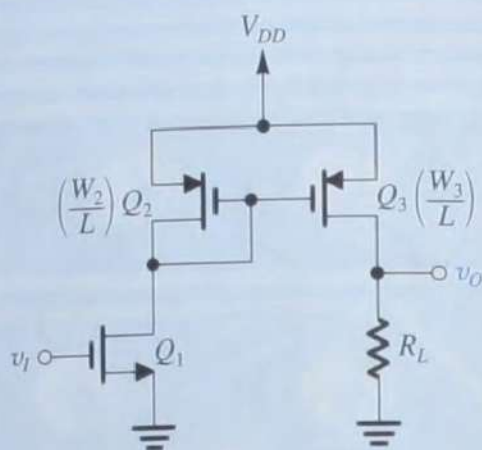 V_DD
(W_2/L) Q_2
Q_3 (W_3/L)
v_O
v_I
Q_1
R_L